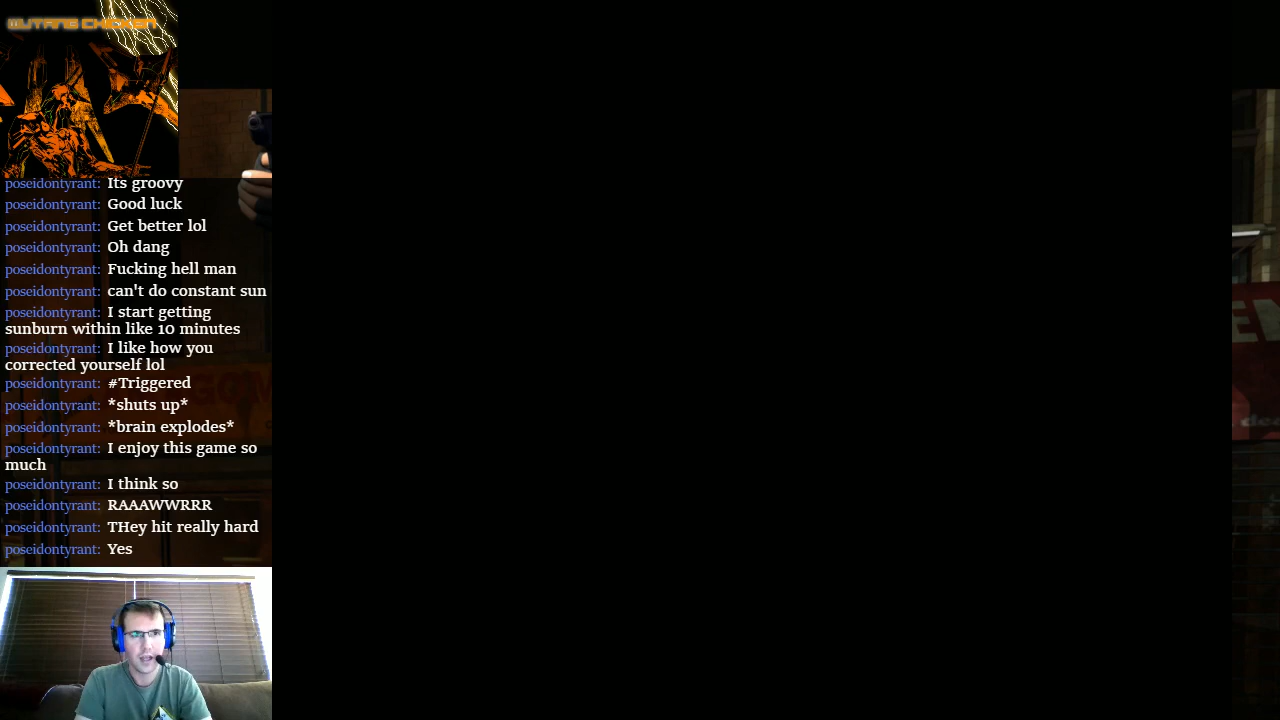 WUTANG CHICKEN
poseidontyrant: Its groovy
poseidontyrant: Good luck
poseidontyrant: Get better lol
poseidontyrant: Oh dang
poseidontyrant: Fucking hell man
poseidontyrant: can't do constant sun
poseidontyrant: I start getting
sunburn within like 10 minutes
poseidontyrant: I like how you
corrected yourself lol
poseidontyrant: #Triggered
poseidontyrant: *shuts up*
poseidontyrant: *brain explodes*
poseidontyrant: I enjoy this game so
much
poseidontyrant: I think so
poseidontyrant: RAAAWWRRR
poseidontyrant: THey hit really hard
poseidontyrant: Yes